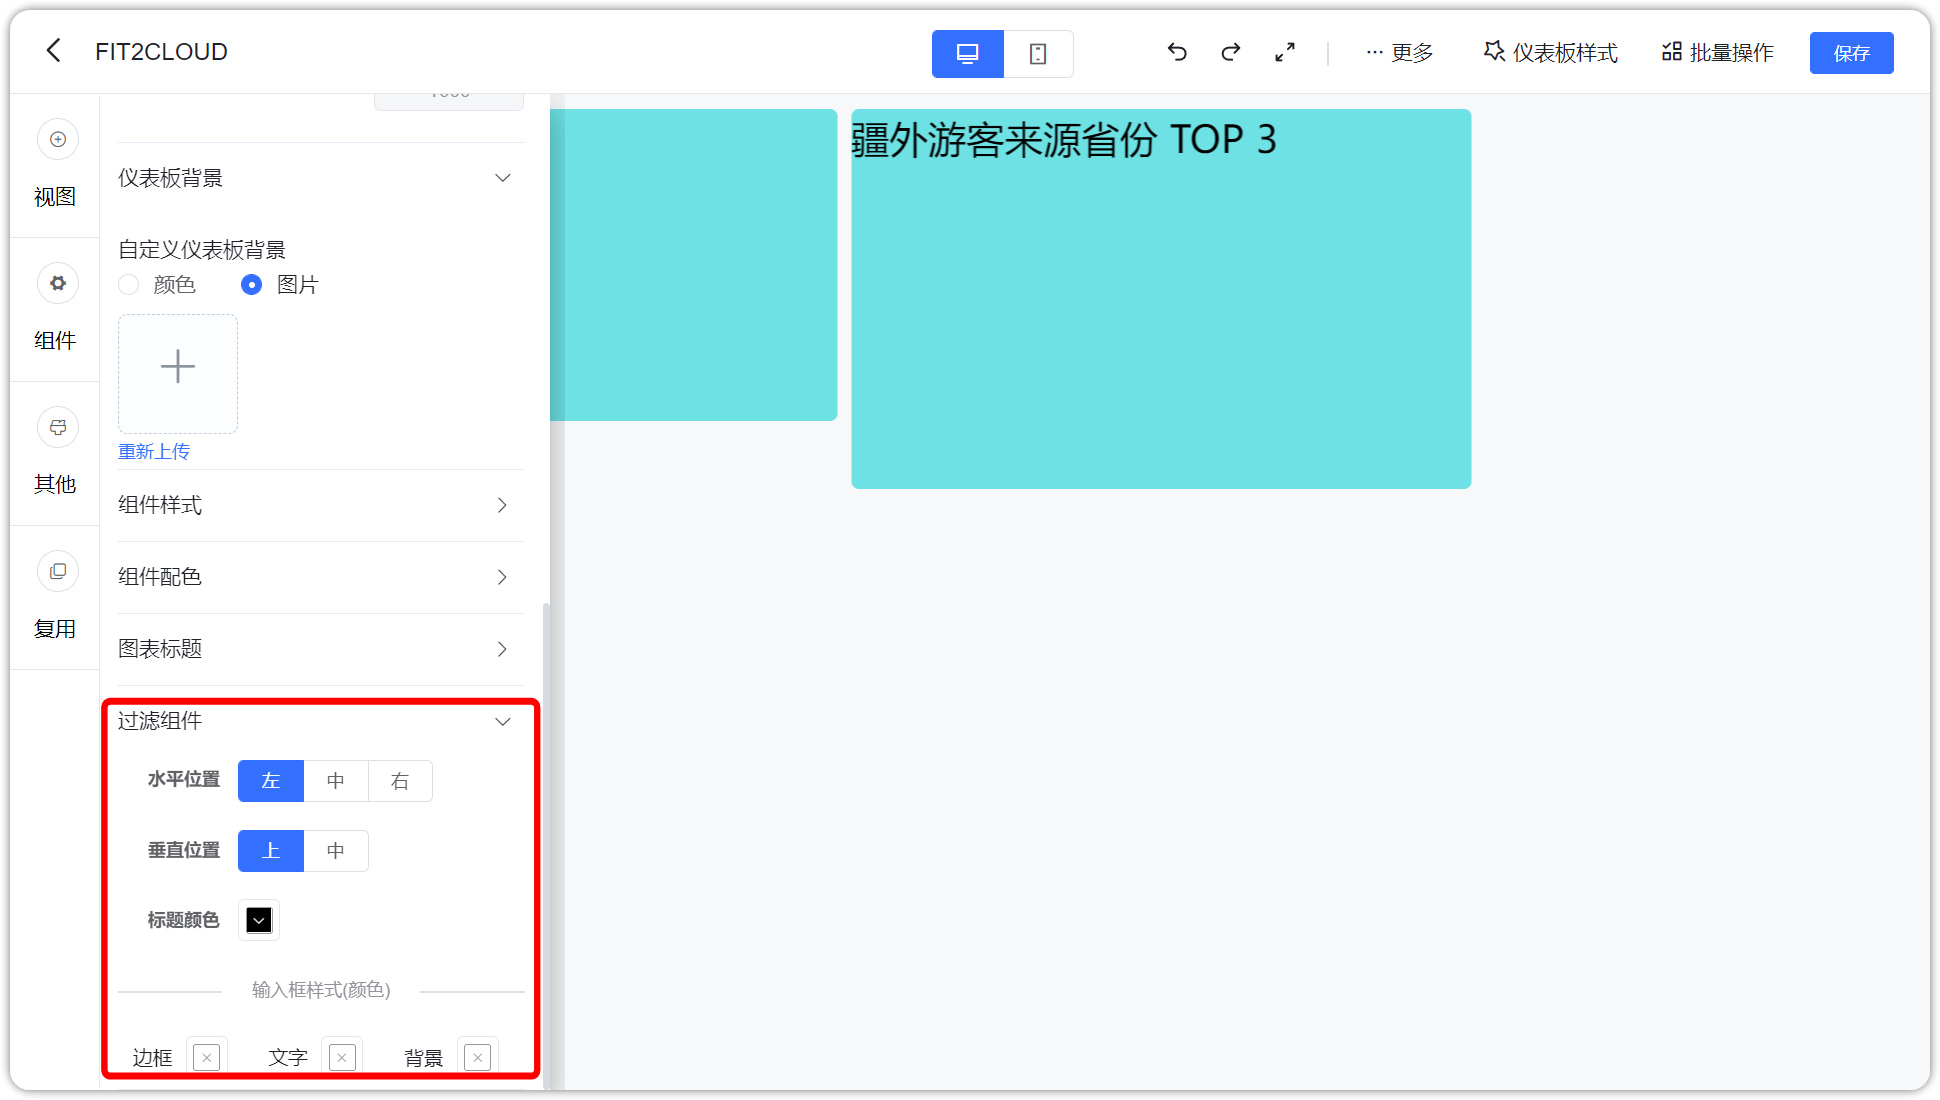 FIT2CLOUD
更多
仪表板样式
批量操作
保存
视图
组件
其他
复用
仪表板背景
自定义仪表板背景
颜色
图片
重新上传
组件样式
组件配色
图表标题
过滤组件
水平位置
左
中
右
垂直位置
上
中
标题颜色
输入框样式(颜色)
边框
文字
背景
疆外游客来源省份 TOP 3